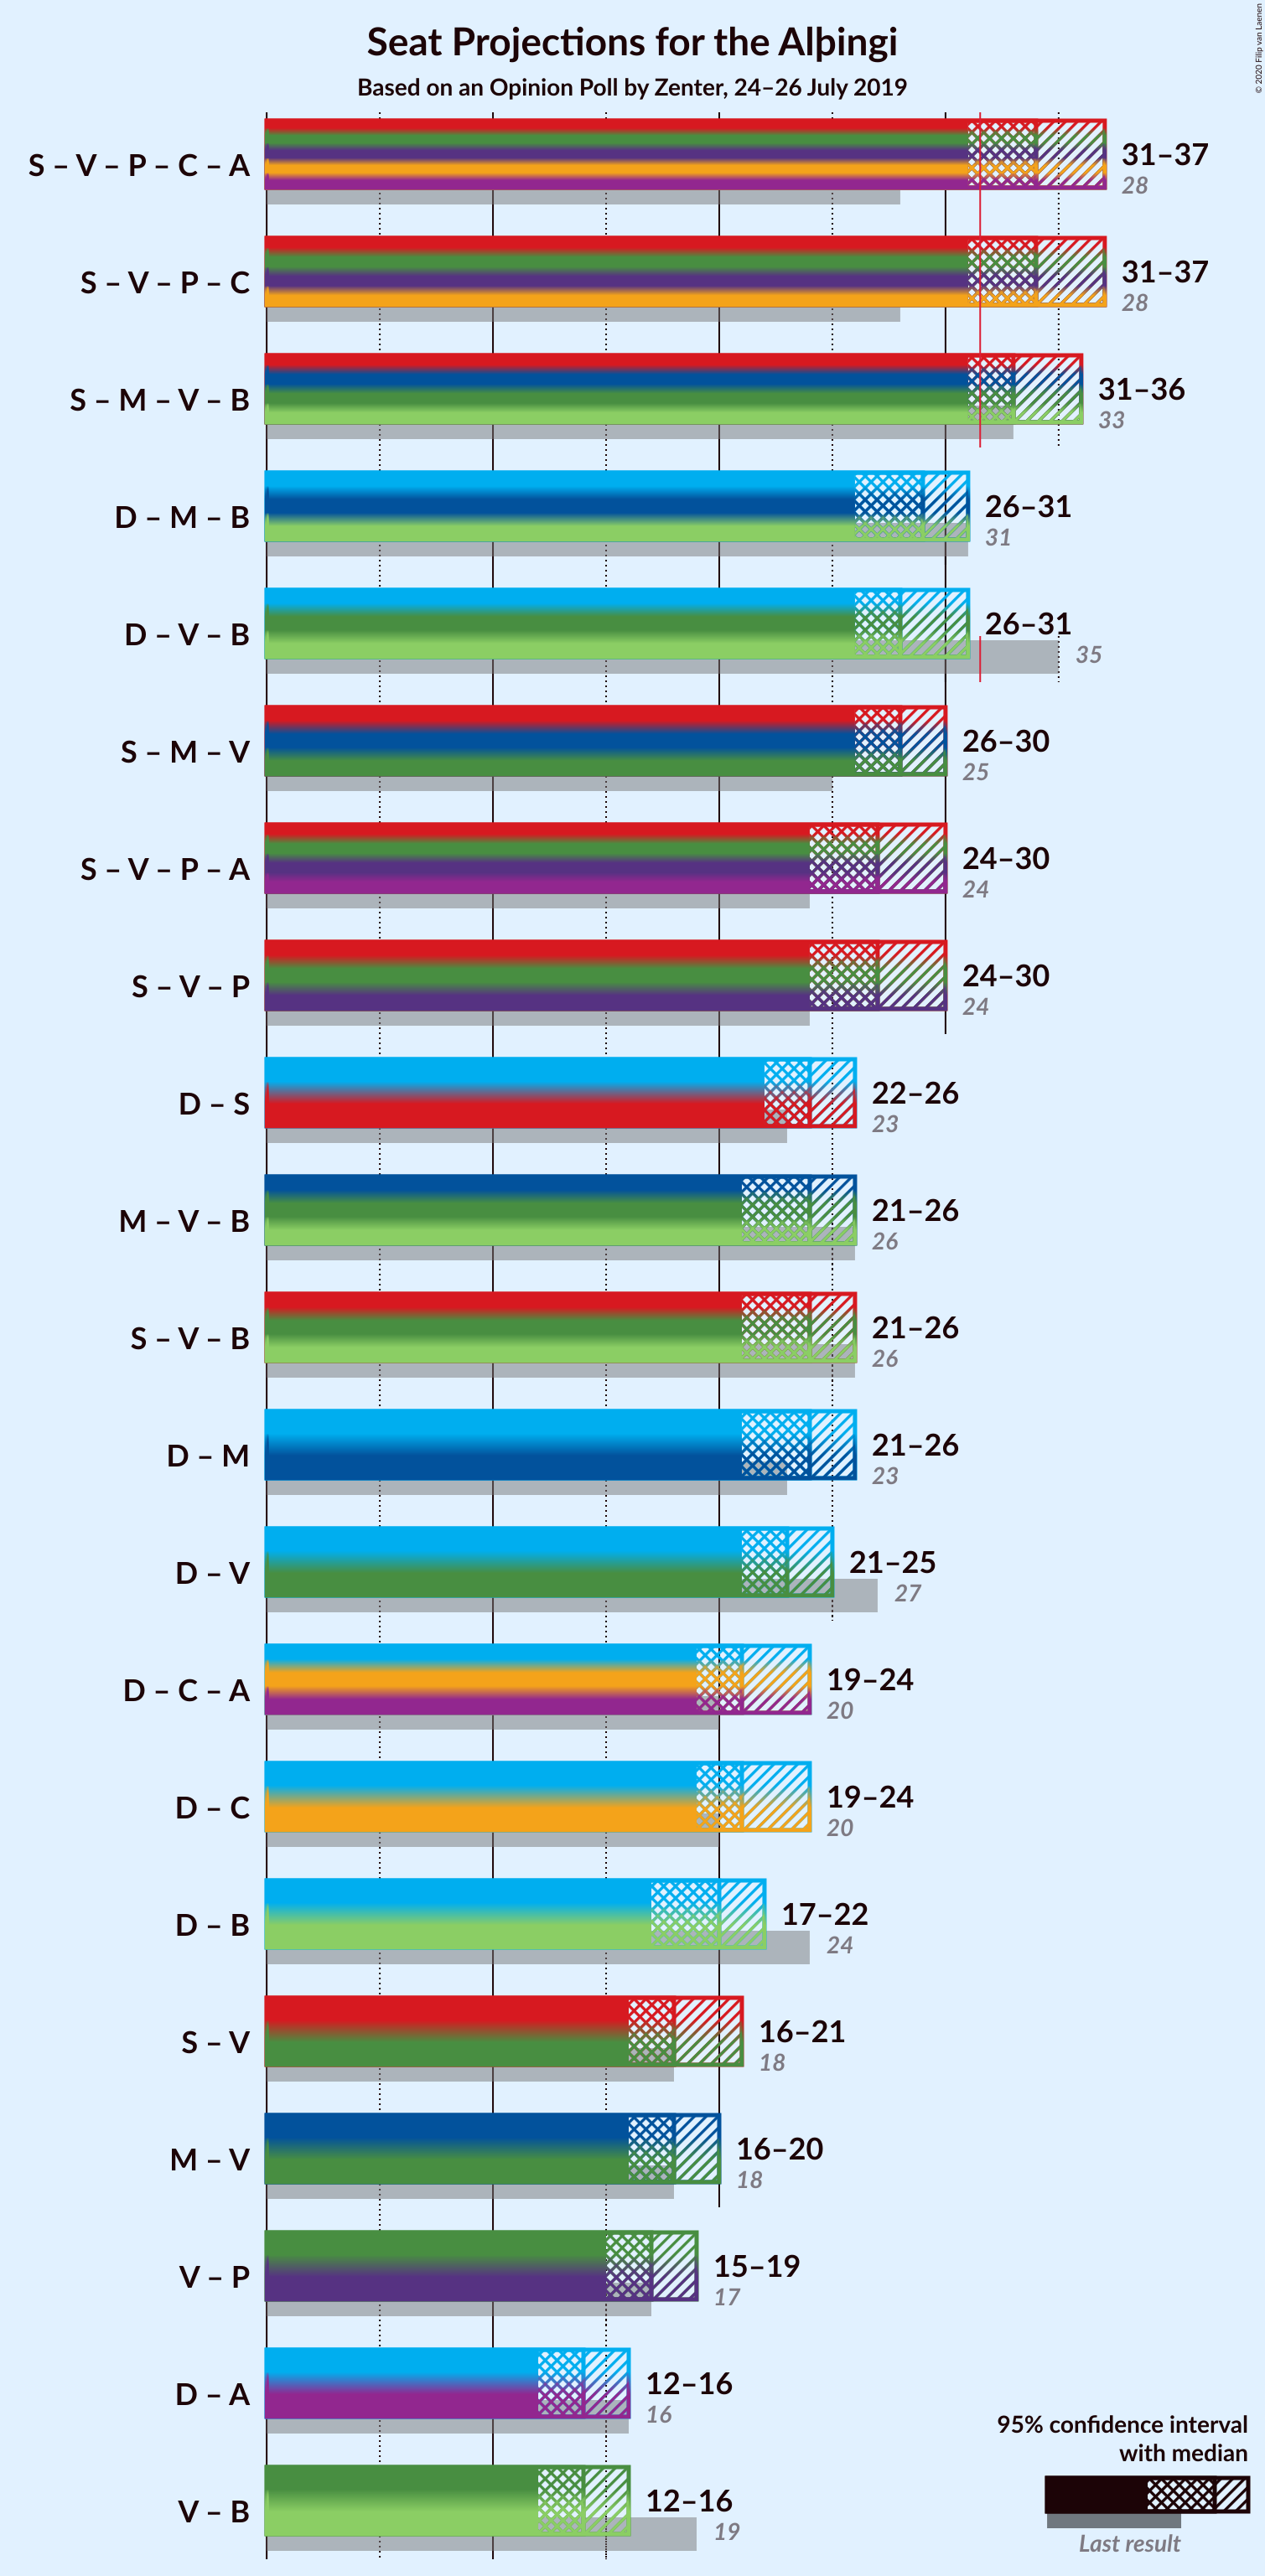 © 2020 Filip van Laenen
Seat Projections for the Alþingi
Based on an Opinion Poll by Zenter, 24–26 July 2019
S – V – P – C – A
31–37
28
S – V – P – C
31–37
28
S – M – V – B
31–36
33
D – M – B
26–31
31
D – V – B
26–31
35
S – M – V
26–30
25
S – V – P – A
24–30
24
S – V – P
24–30
24
D – S
22–26
23
M – V – B
21–26
26
S – V – B
21–26
26
D – M
21–26
23
D – V
21–25
27
D – C – A
19–24
20
D – C
19–24
20
D – B
17–22
24
S – V
16–21
18
M – V
16–20
18
V – P
15–19
17
D – A
12–16
16
V – B
12–16
19
95% confidence interval
with median
Last result